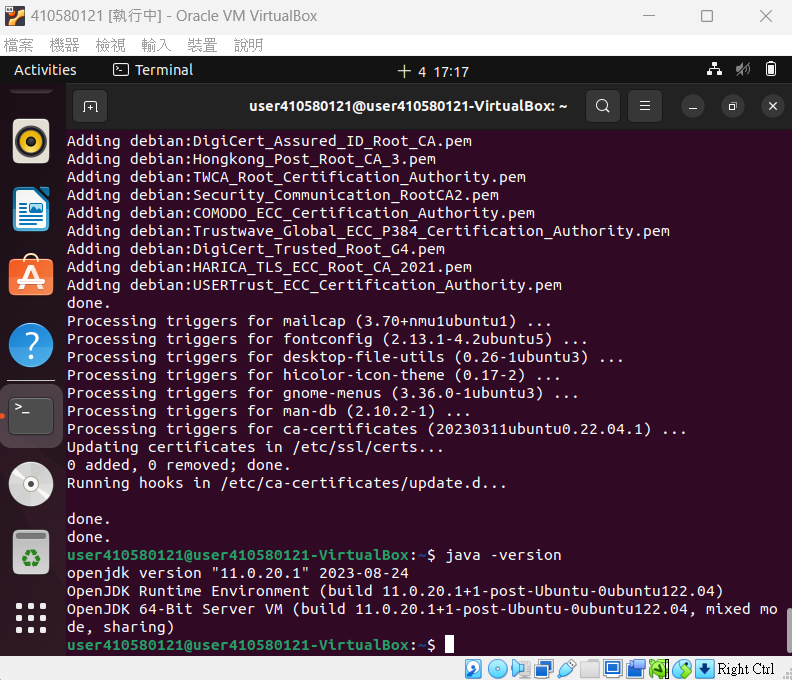 410580121 [執行中] - Oracle VM VirtualBox
檔案 機器 檢視 輸入 裝置 說明
Activities Terminal 十 4 17:17
user410580121@user410580121-VirtualBox: ~
Adding debian:DigiCert_Assured_ID_Root_CA.pem
Adding debian:Hongkong_Post_Root_CA_3.pem
Adding debian:TWCA_Root_Certification_Authority.pem
Adding debian:Security_Communication_RootCA2.pem
Adding debian:COMODO_ECC_Certification_Authority.pem
Adding debian:Trustwave_Global_ECC_P384_Certification_Authority.pem
Adding debian:DigiCert_Trusted_Root_G4.pem
Adding debian:HARICA_TLS_ECC_Root_CA_2021.pem
Adding debian:USERTrust_ECC_Certification_Authority.pem
done.
Processing triggers for mailcap (3.70+nmu1ubuntu1) ...
Processing triggers for fontconfig (2.13.1-4.2ubuntu5) ...
Processing triggers for desktop-file-utils (0.26-1ubuntu3) ...
Processing triggers for hicolor-icon-theme (0.17-2) ...
Processing triggers for gnome-menus (3.36.0-1ubuntu3) ...
Processing triggers for man-db (2.10.2-1) ...
Processing triggers for ca-certificates (20230311ubuntu0.22.04.1) ...
Updating certificates in /etc/ssl/certs...
0 added, 0 removed; done.
Running hooks in /etc/ca-certificates/update.d...
done.
done.
user410580121@user410580121-VirtualBox:~$ java -version
openjdk version "11.0.20.1" 2023-08-24
OpenJDK Runtime Environment (build 11.0.20.1+1-post-Ubuntu-0ubuntu122.04)
OpenJDK 64-Bit Server VM (build 11.0.20.1+1-post-Ubuntu-0ubuntu122.04, mixed mo
de, sharing)
user410580121@user410580121-VirtualBox:~$
Right Ctrl